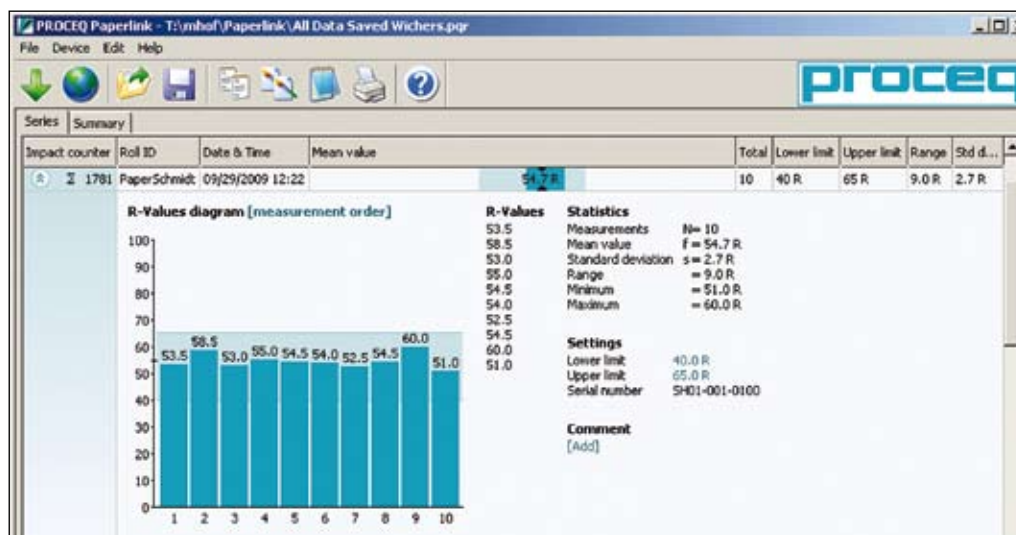 PROCEQ Paperlink - T:\mhof\Paperlink\All Data Saved Wichers.pqr
File Device Edit Help
proceq
Series Summary
Impact counter Roll ID Date & Time Mean value Total Lower limit Upper limit Range Std d...
Σ 1781 PaperSchmidt 09/29/2009 12:22 54.7 R 10 40 R 65 R 9.0 R 2.7 R
R-Values diagram [measurement order]
100
90
80
70
60
50
40
30
20
10
0
53.5 58.5 53.0 55.0 54.5 54.0 52.5 54.5 60.0 51.0
1 2 3 4 5 6 7 8 9 10
R-Values
53.5
58.5
53.0
55.0
54.5
54.0
52.5
54.5
60.0
51.0
Statistics
Measurements N= 10
Mean value f = 54.7 R
Standard deviation s = 2.7 R
Range = 9.0 R
Minimum = 51.0 R
Maximum = 60.0 R
Settings
Lower limit 40.0 R
Upper limit 65.0 R
Serial number SH01-001-0100
Comment
[Add]